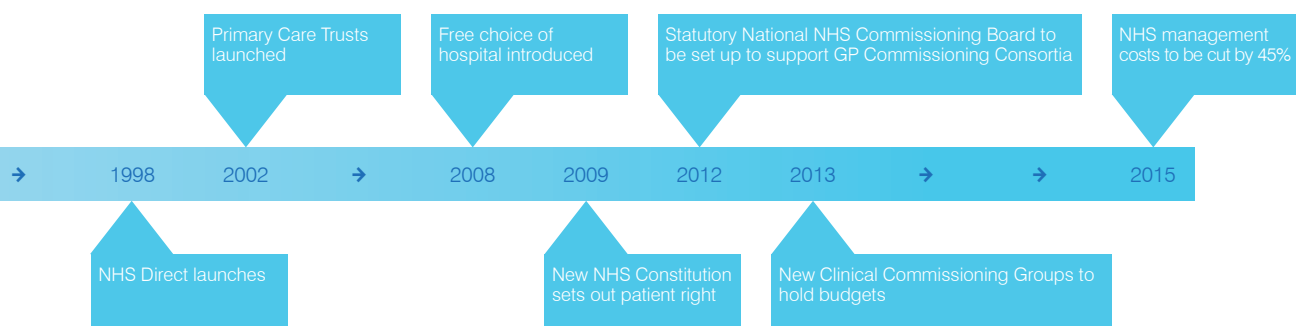 Primary Care Trusts
launched
Free choice of
hospital introduced
Statutory National NHS Commissioning Board to
be set up to support GP Commissioning Consortia
NHS management
costs to be cut by 45%
→ 1998 2002 → 2008 2009 2012 2013 → → 2015
NHS Direct launches
New NHS Constitution
sets out patient right
New Clinical Commissioning Groups to
hold budgets